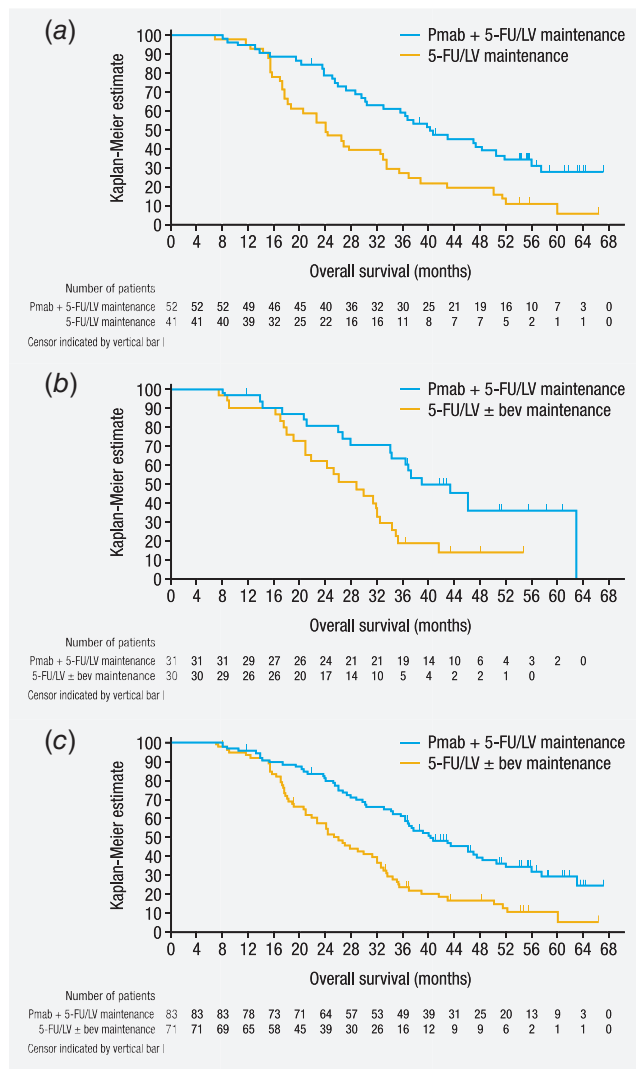 (a)
Pmab + 5-FU/LV maintenance
5-FU/LV maintenance
Kaplan-Meier estimate
100
90
80
70
60
50
40
30
20
10
0
0 4 8 12 16 20 24 28 32 36 40 44 48 52 56 60 64 68
Overall survival (months)
Number of patients
Pmab + 5-FU/LV maintenance 52 52 52 49 46 45 40 36 32 30 25 21 19 16 10 7 3 0
5-FU/LV maintenance 41 41 40 39 32 25 22 16 16 11 8 7 7 5 2 1 1 0
Censor indicated by vertical bar |
(b)
Pmab + 5-FU/LV maintenance
5-FU/LV ± bev maintenance
Kaplan-Meier estimate
100
90
80
70
60
50
40
30
20
10
0
0 4 8 12 16 20 24 28 32 36 40 44 48 52 56 60 64 68
Overall survival (months)
Number of patients
Pmab + 5-FU/LV maintenance 31 31 31 29 27 26 24 21 21 19 14 10 6 4 3 2 0
5-FU/LV ± bev maintenance 30 30 29 26 26 20 17 14 10 5 4 2 2 1 0
Censor indicated by vertical bar |
(c)
Pmab + 5-FU/LV maintenance
5-FU/LV ± bev maintenance
Kaplan-Meier estimate
100
90
80
70
60
50
40
30
20
10
0
0 4 8 12 16 20 24 28 32 36 40 44 48 52 56 60 64 68
Overall survival (months)
Number of patients
Pmab + 5-FU/LV maintenance 83 83 83 78 73 71 64 57 53 49 39 31 25 20 13 9 3 0
5-FU/LV ± bev maintenance 71 71 69 65 58 45 39 30 26 16 12 9 9 6 2 1 1 0
Censor indicated by vertical bar |